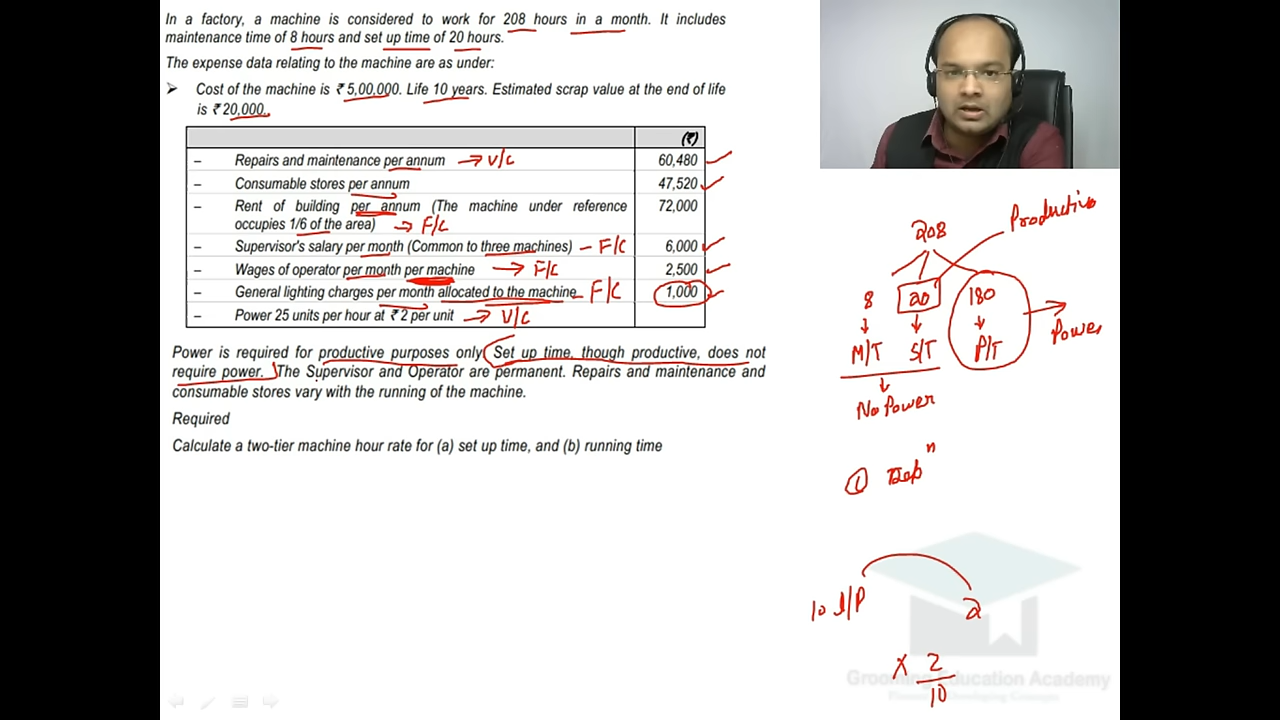 In a factory, a machine is considered to work for 208 hours in a month. It includes
maintenance time of 8 hours and set up time of 20 hours.
The expense data relating to the machine are as under:
➢ Cost of the machine is ₹ 5,00,000. Life 10 years. Estimated scrap value at the end of life
is ₹ 20,000.
(₹)
– Repairs and maintenance per annum → V/C 60,480
– Consumable stores per annum 47,520
– Rent of building per annum (The machine under reference 72,000
occupies 1/6 of the area) → F/C
– Supervisor's salary per month (Common to three machines) – F/C 6,000
– Wages of operator per month per machine → F/C 2,500
– General lighting charges per month allocated to the machine – F/C 1,000
– Power 25 units per hour at ₹ 2 per unit → V/C
Power is required for productive purposes only. Set up time, though productive, does not
require power. The Supervisor and Operator are permanent. Repairs and maintenance and
consumable stores vary with the running of the machine.
Required
Calculate a two-tier machine hour rate for (a) set up time, and (b) running time
Productive
208
8 20 180
M/T S/T P/T → Power
No Power
① Depⁿ
10 2
× 2
10
Grooming Education Academy